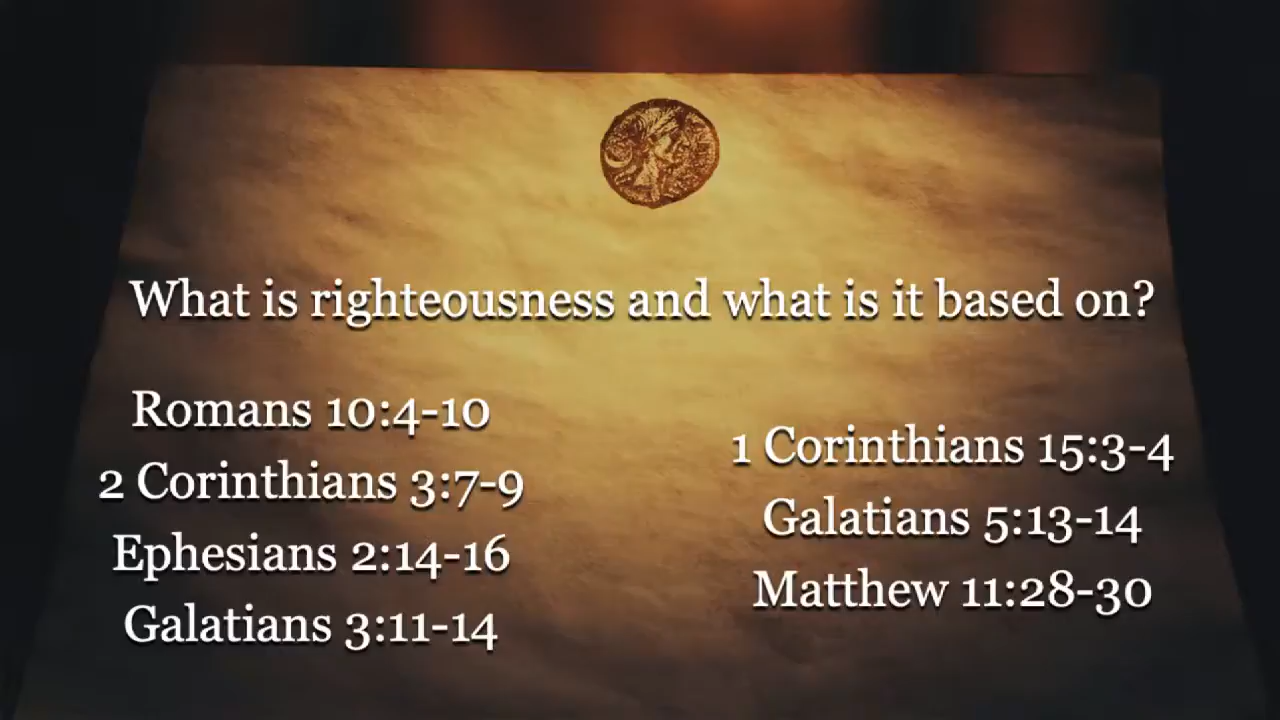 What is righteousness and what is it based on?
Romans 10:4-10
2 Corinthians 3:7-9
Ephesians 2:14-16
Galatians 3:11-14
1 Corinthians 15:3-4
Galatians 5:13-14
Matthew 11:28-30